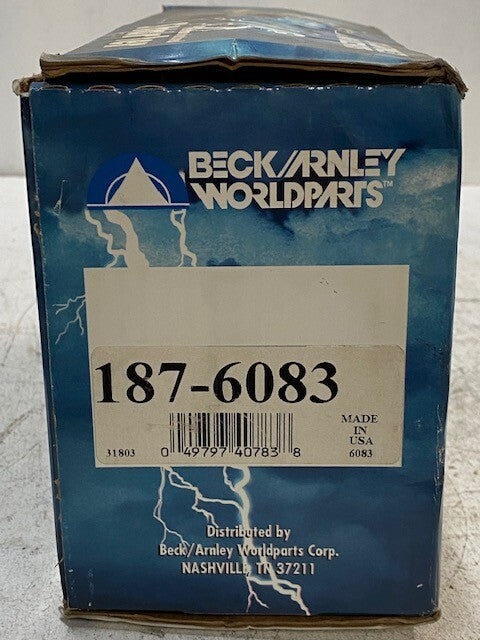 BECK/ARNLEY
WORLDPARTS™
187-6083
31803
0 49797 40783 8
MADE
IN
USA
6083
Distributed by
Beck/Arnley Worldparts Corp.
NASHVILLE, TN 37211